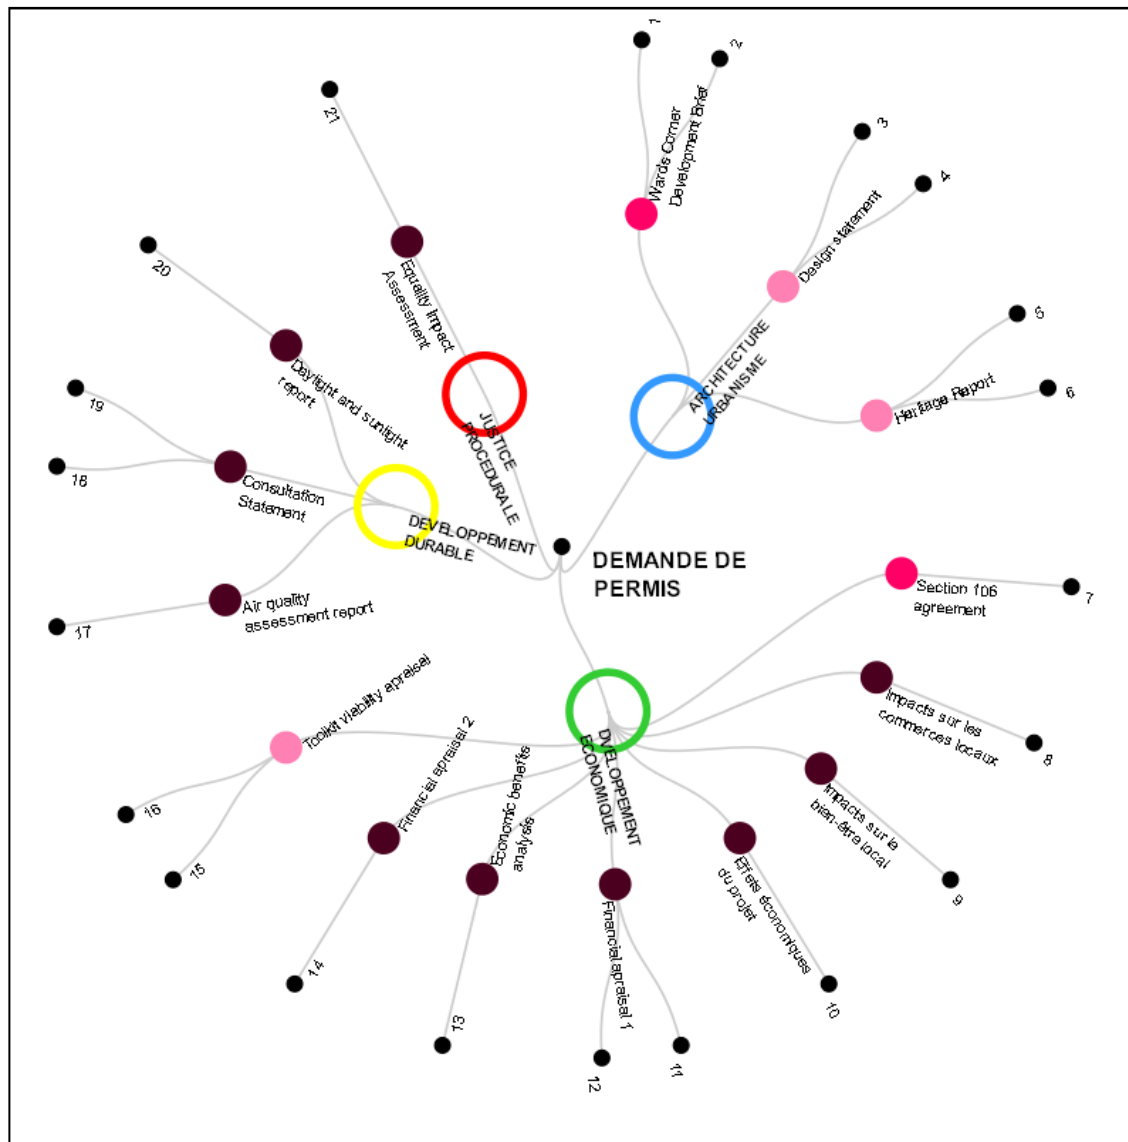 1
2
Wards Corner
Development Brief
3
4
Design statement
ARCHITECTURE
URBANISME
5
6
Heritage Report
21
Equality Impact
Assessment
JUSTICE
PROCEDURALE
20
Daylight and sunlight
report
19
18
Consultation
Statement
DEVELOPPEMENT
DURABLE
17
Air quality
assessment report
DEMANDE DE
PERMIS
Section 106
agreement
7
Impacts sur les
commerces locaux
8
Impacts sur le
bien-être local
9
Effets économiques
du projet
10
DVELOPPEMENT
ECONOMIQUE
Financial apraisal 1
11
12
Economic benefits
analysis
13
Financial appraisal 2
14
Toolkit viability apraisal
15
16